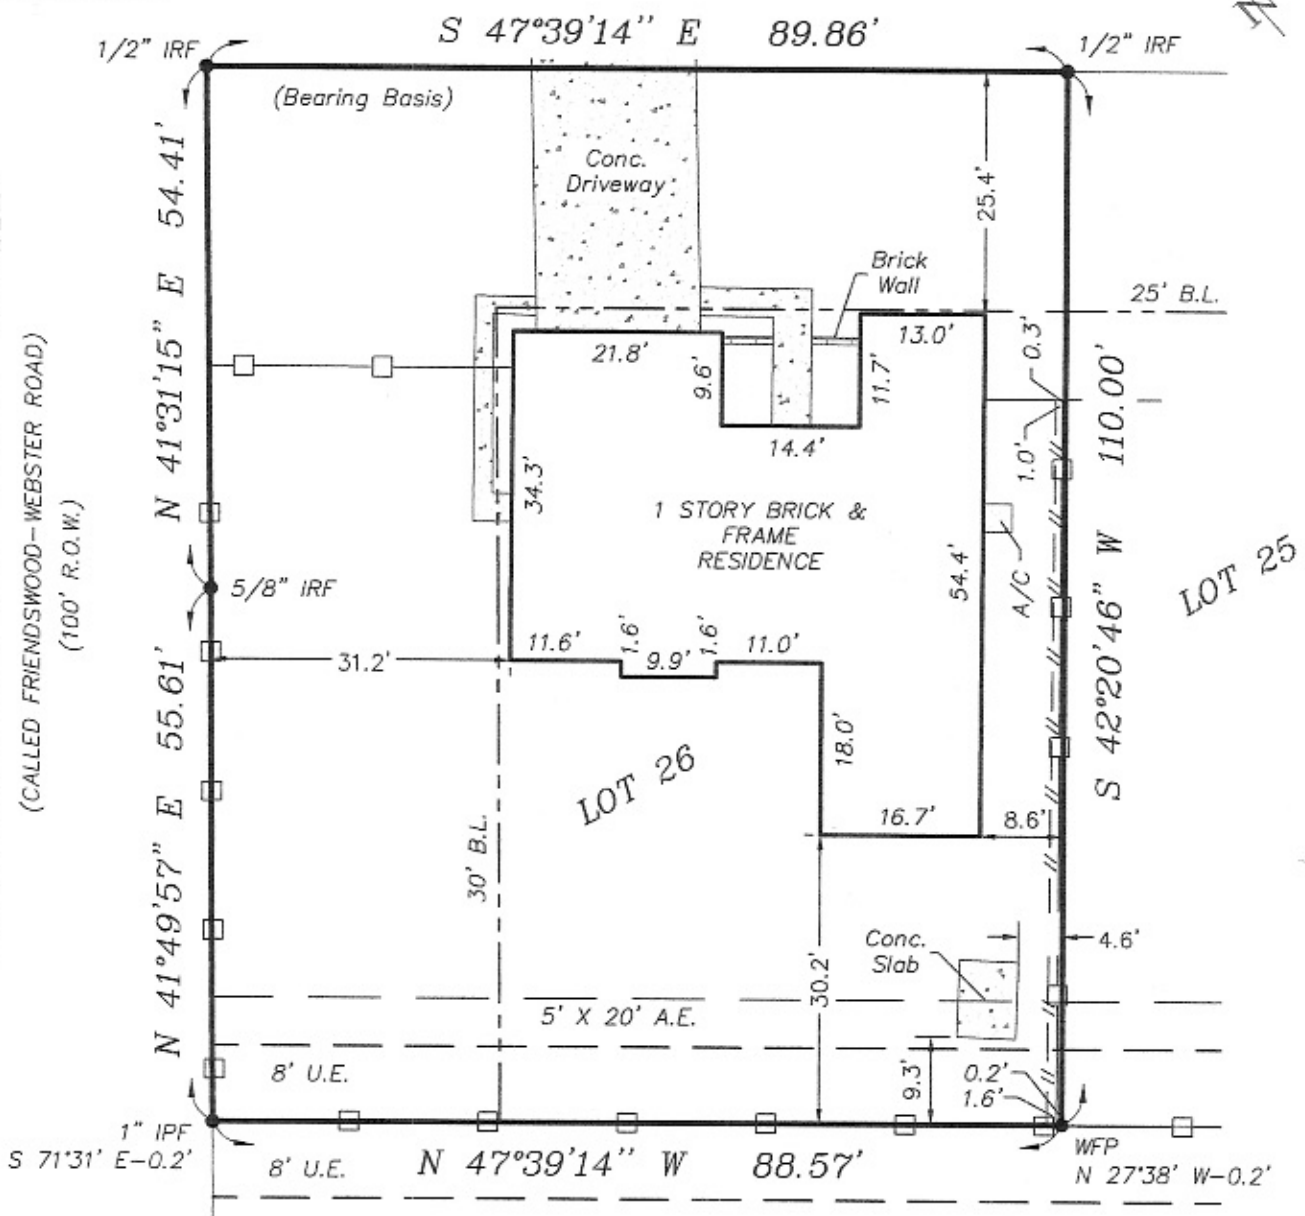 S 47°39'14" E 89.86'
N
1/2" IRF
1/2" IRF
(Bearing Basis)
N 41°31'15" E 54.41'
Conc.
Driveway
25.4'
Brick
Wall
25' B.L.
13.0'
0.3'
21.8'
9.6'
11.7'
1.0'
14.4'
S 42°20'46" W 110.00'
(CALLED FRIENDSWOOD-WEBSTER ROAD)
(100' R.O.W.)
34.3'
1 STORY BRICK &
FRAME
RESIDENCE
54.4'
A/C
LOT 25
5/8" IRF
11.6'
1.6'
9.9'
1.6'
11.0'
31.2'
N 41°49'57" E 55.61'
18.0'
LOT 26
16.7'
8.6'
30' B.L.
30.2'
Conc.
Slab
4.6'
5' X 20' A.E.
8' U.E.
9.3'
0.2'
1.6'
1" IPF
S 71°31' E-0.2'
8' U.E.
N 47°39'14" W 88.57'
WFP
N 27°38' W-0.2'